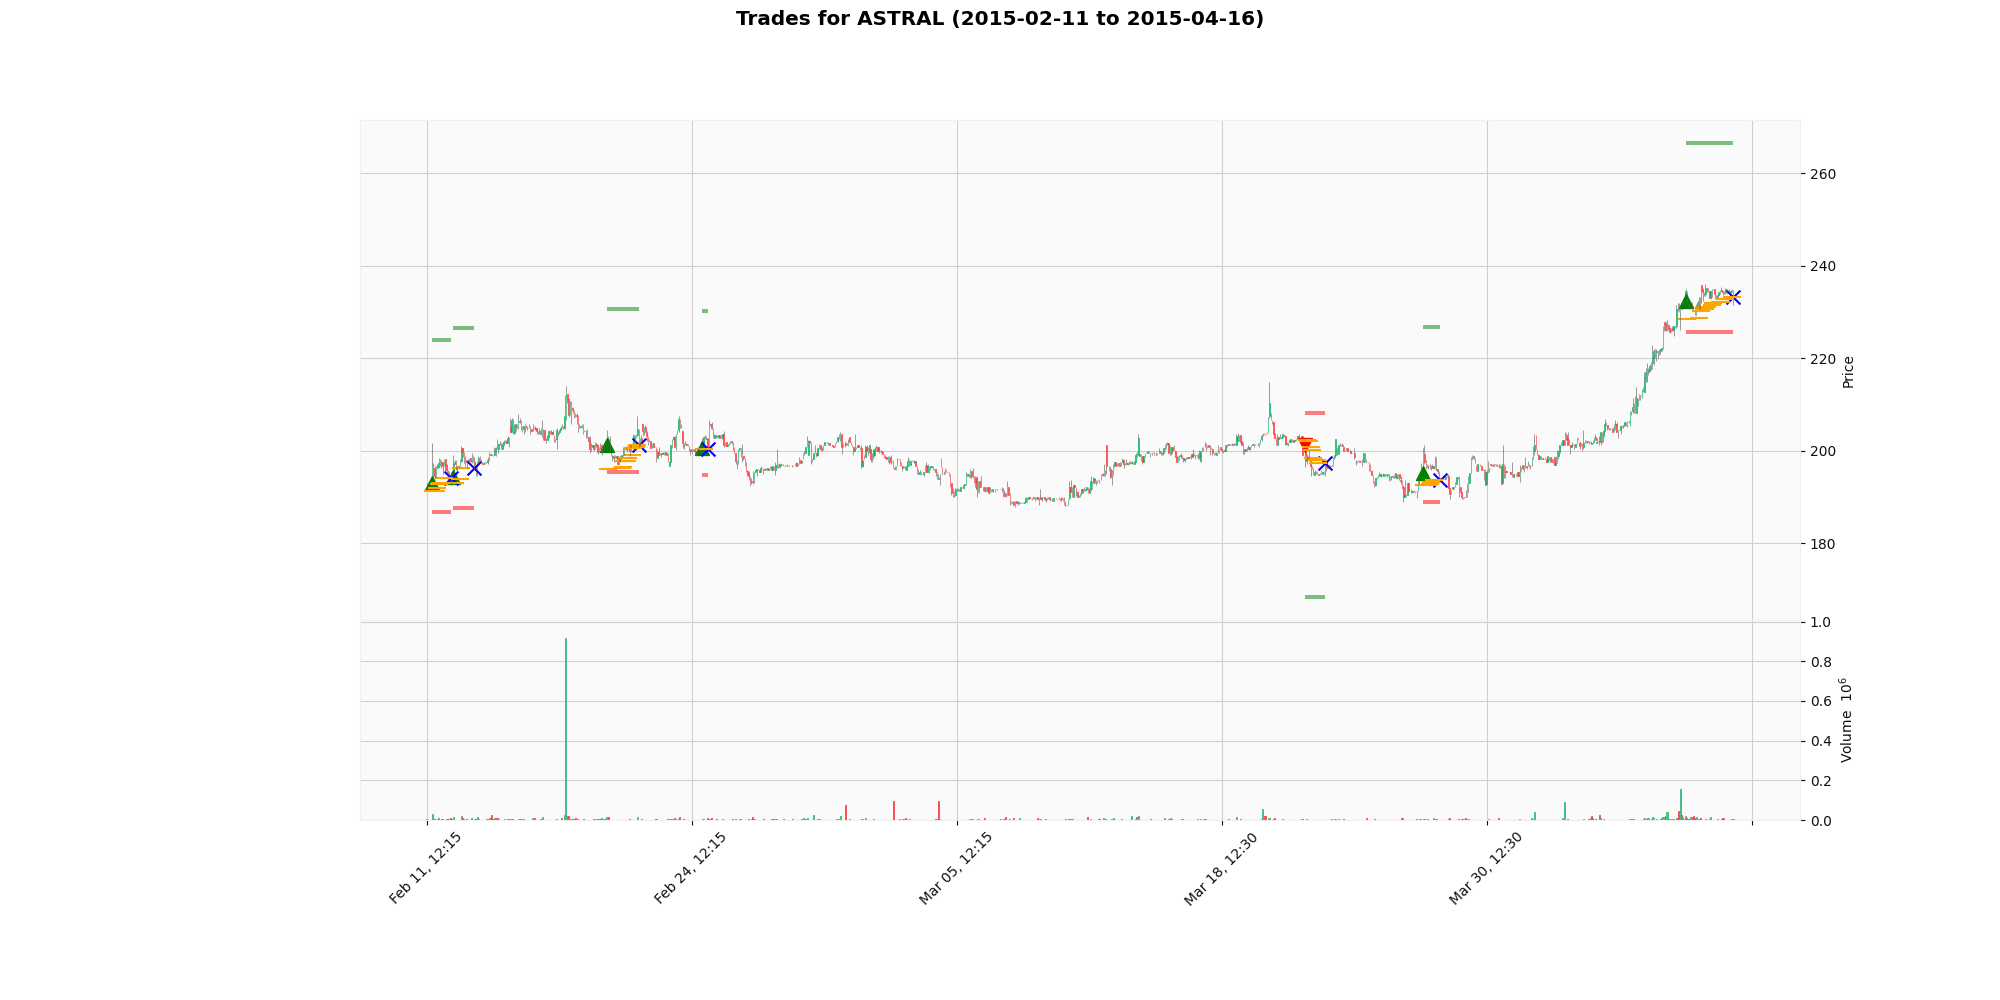 Trades for ASTRAL (2015-02-11 to 2015-04-16)
260
240
220
200
180
Price
1.0
0.8
0.6
0.4
0.2
0.0
Volume 10^6
Feb 11, 12:15
Feb 24, 12:15
Mar 05, 12:15
Mar 18, 12:30
Mar 30, 12:30